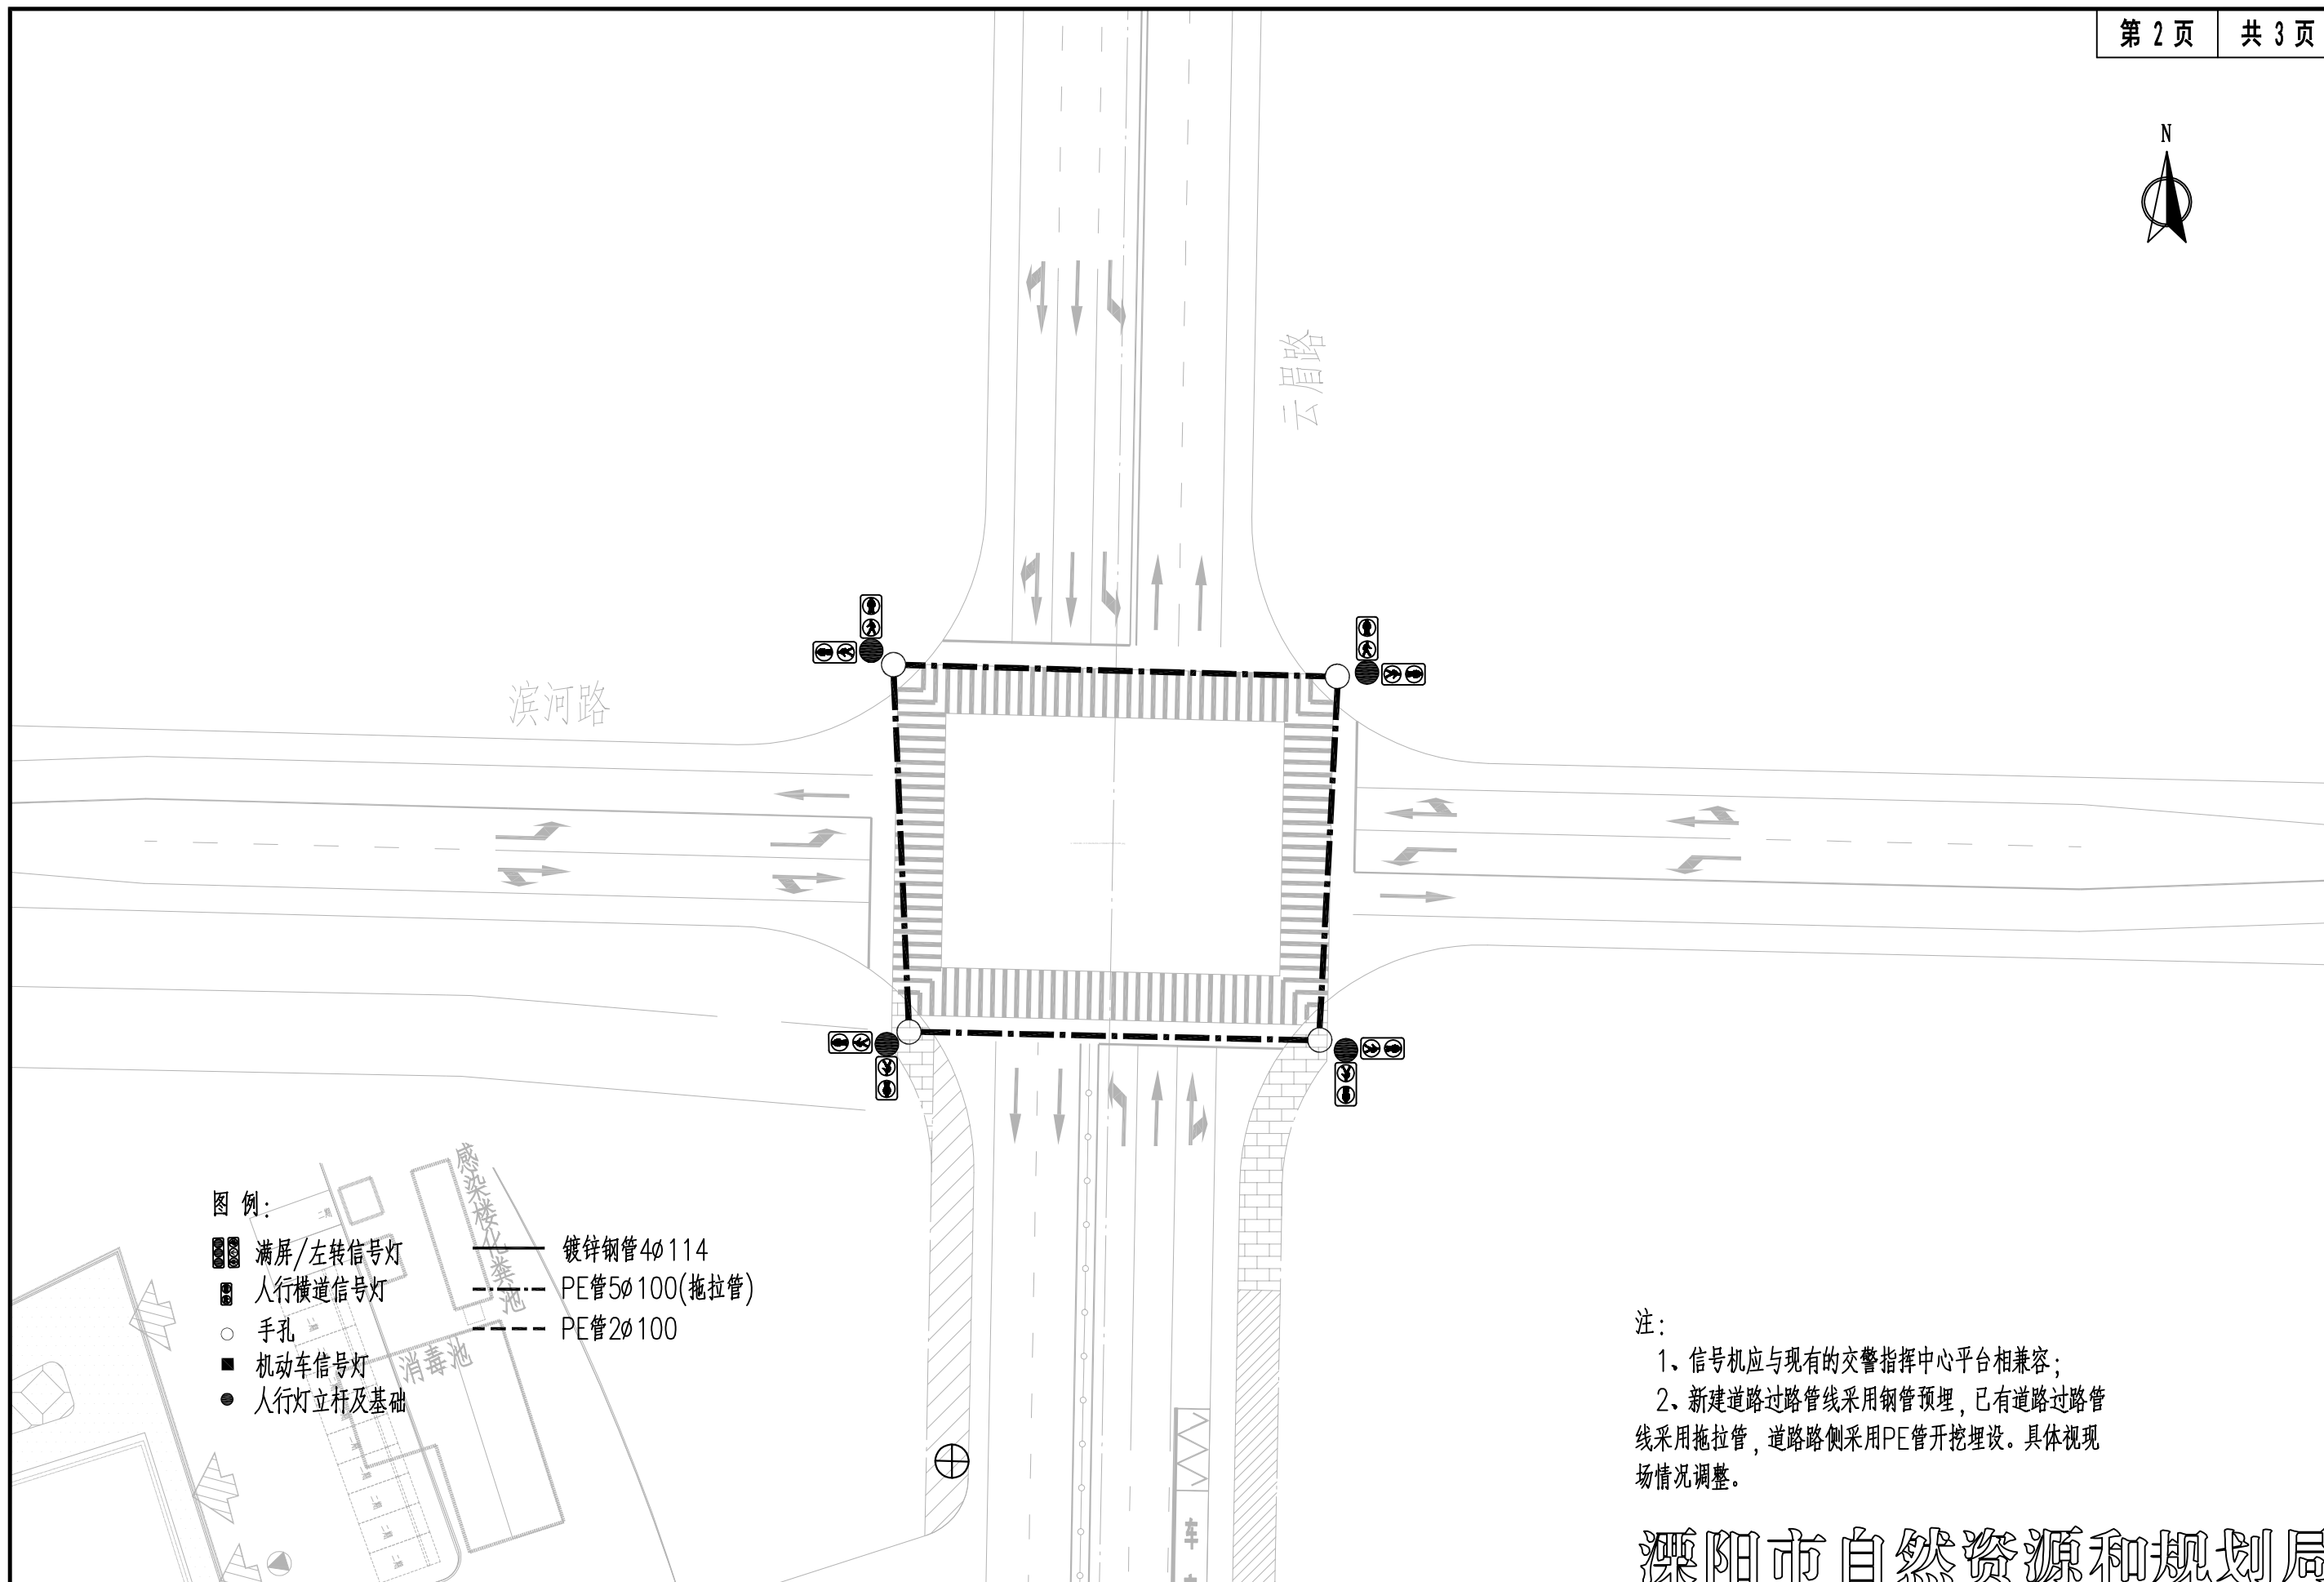 第 2 页 共 3 页
N
云眉路
滨河路
感染楼化粪池
消毒池
图 例:
满屏/左转信号灯
人行横道信号灯
手孔
机动车信号灯
人行灯立杆及基础
镀锌钢管4ø114
PE管5ø100(拖拉管)
PE管2ø100
注:
1、信号机应与现有的交警指挥中心平台相兼容;
2、新建道路过路管线采用钢管预埋,已有道路过路管
线采用拖拉管,道路路侧采用PE管开挖埋设。具体视现
场情况调整。
车
溧阳市自然资源和规划局